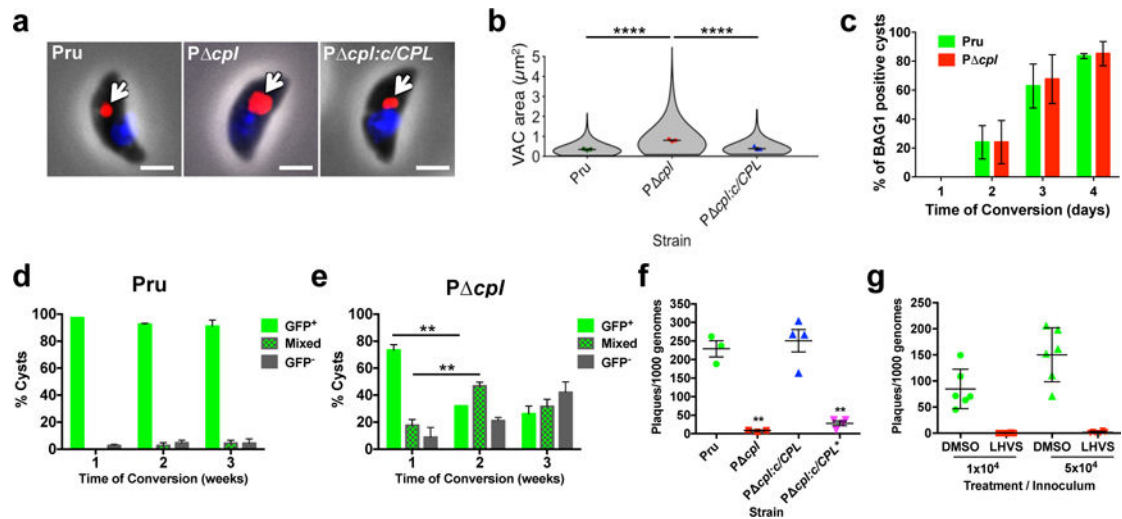 a
Pru
PΔcpl
PΔcpl:c/CPL
b
****
****
VAC area (µm²)
5
4
3
2
1
0
Pru
PΔcpl
PΔcpl:c/CPL
Strain
c
Pru
PΔcpl
% of BAG1 positive cysts
100
80
60
40
20
0
1 2 3 4
Time of Conversion (days)
d
Pru
% Cysts
100
80
60
40
20
0
GFP⁺
Mixed
GFP⁻
1 2 3
Time of Conversion (weeks)
e
PΔcpl
% Cysts
100
80
60
40
20
0
**
**
GFP⁺
Mixed
GFP⁻
1 2 3
Time of Conversion (weeks)
f
Plaques/1000 genomes
350
300
250
200
150
100
50
0
**
**
Pru
PΔcpl
PΔcpl:c/CPL
PΔcpl:c/CPL*
Strain
g
Plaques/1000 genomes
250
200
150
100
50
0
DMSO LHVS DMSO LHVS
1x10⁴ 5x10⁴
Treatment / Innoculum